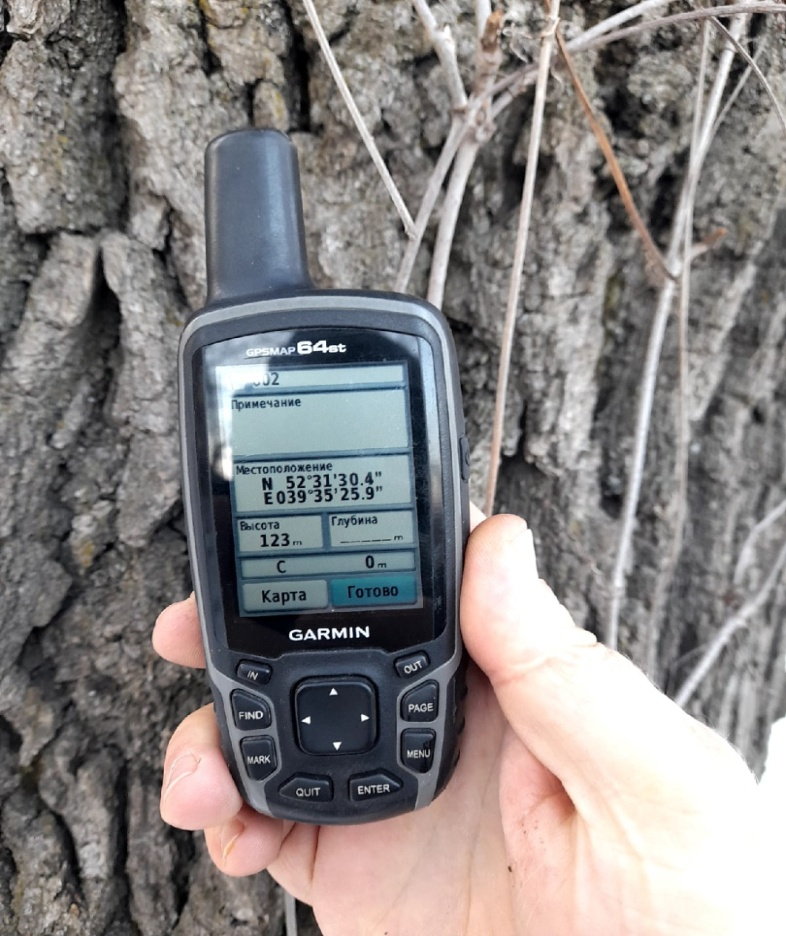 GPSMAP 64st
002
Примечание
Местоположение
N 52°31'30.4"
E 039°35'25.9"
Высота Глубина
123 m _____ m
С 0 m
Карта Готово
GARMIN
IN OUT
FIND PAGE
MARK MENU
QUIT ENTER